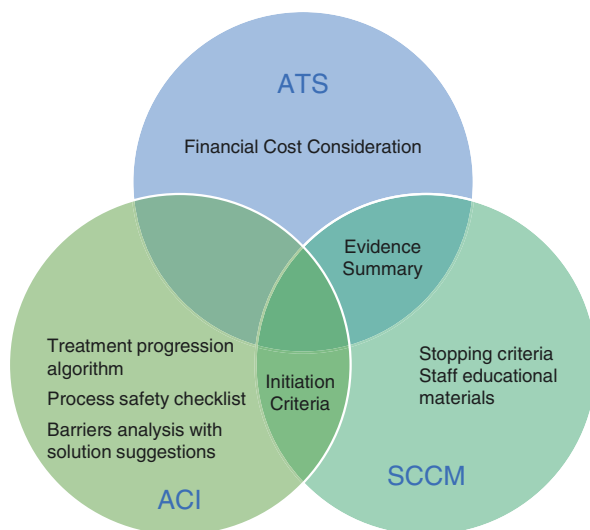 ATS
Financial Cost Consideration
Evidence
Summary
Treatment progression
algorithm
Process safety checklist
Barriers analysis with
solution suggestions
Initiation
Criteria
Stopping criteria
Staff educational
materials
ACI
SCCM